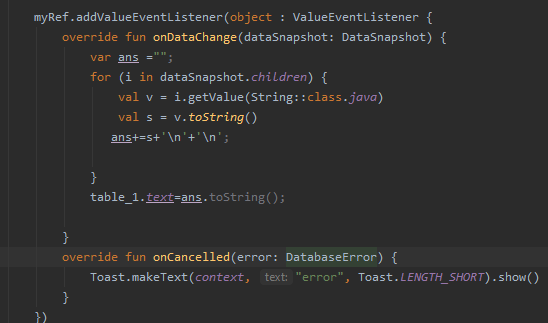 myRef.addValueEventListener(object : ValueEventListener {
override fun onDataChange(dataSnapshot: DataSnapshot) {
var ans ="";
for (i in dataSnapshot.children) {
val v = i.getValue(String::class.java)
val s = v.toString()
ans+=s+'\n'+'\n';
}
table_1.text=ans.toString();
}
override fun onCancelled(error: DatabaseError) {
Toast.makeText(context, text: "error", Toast.LENGTH_SHORT).show()
}
})